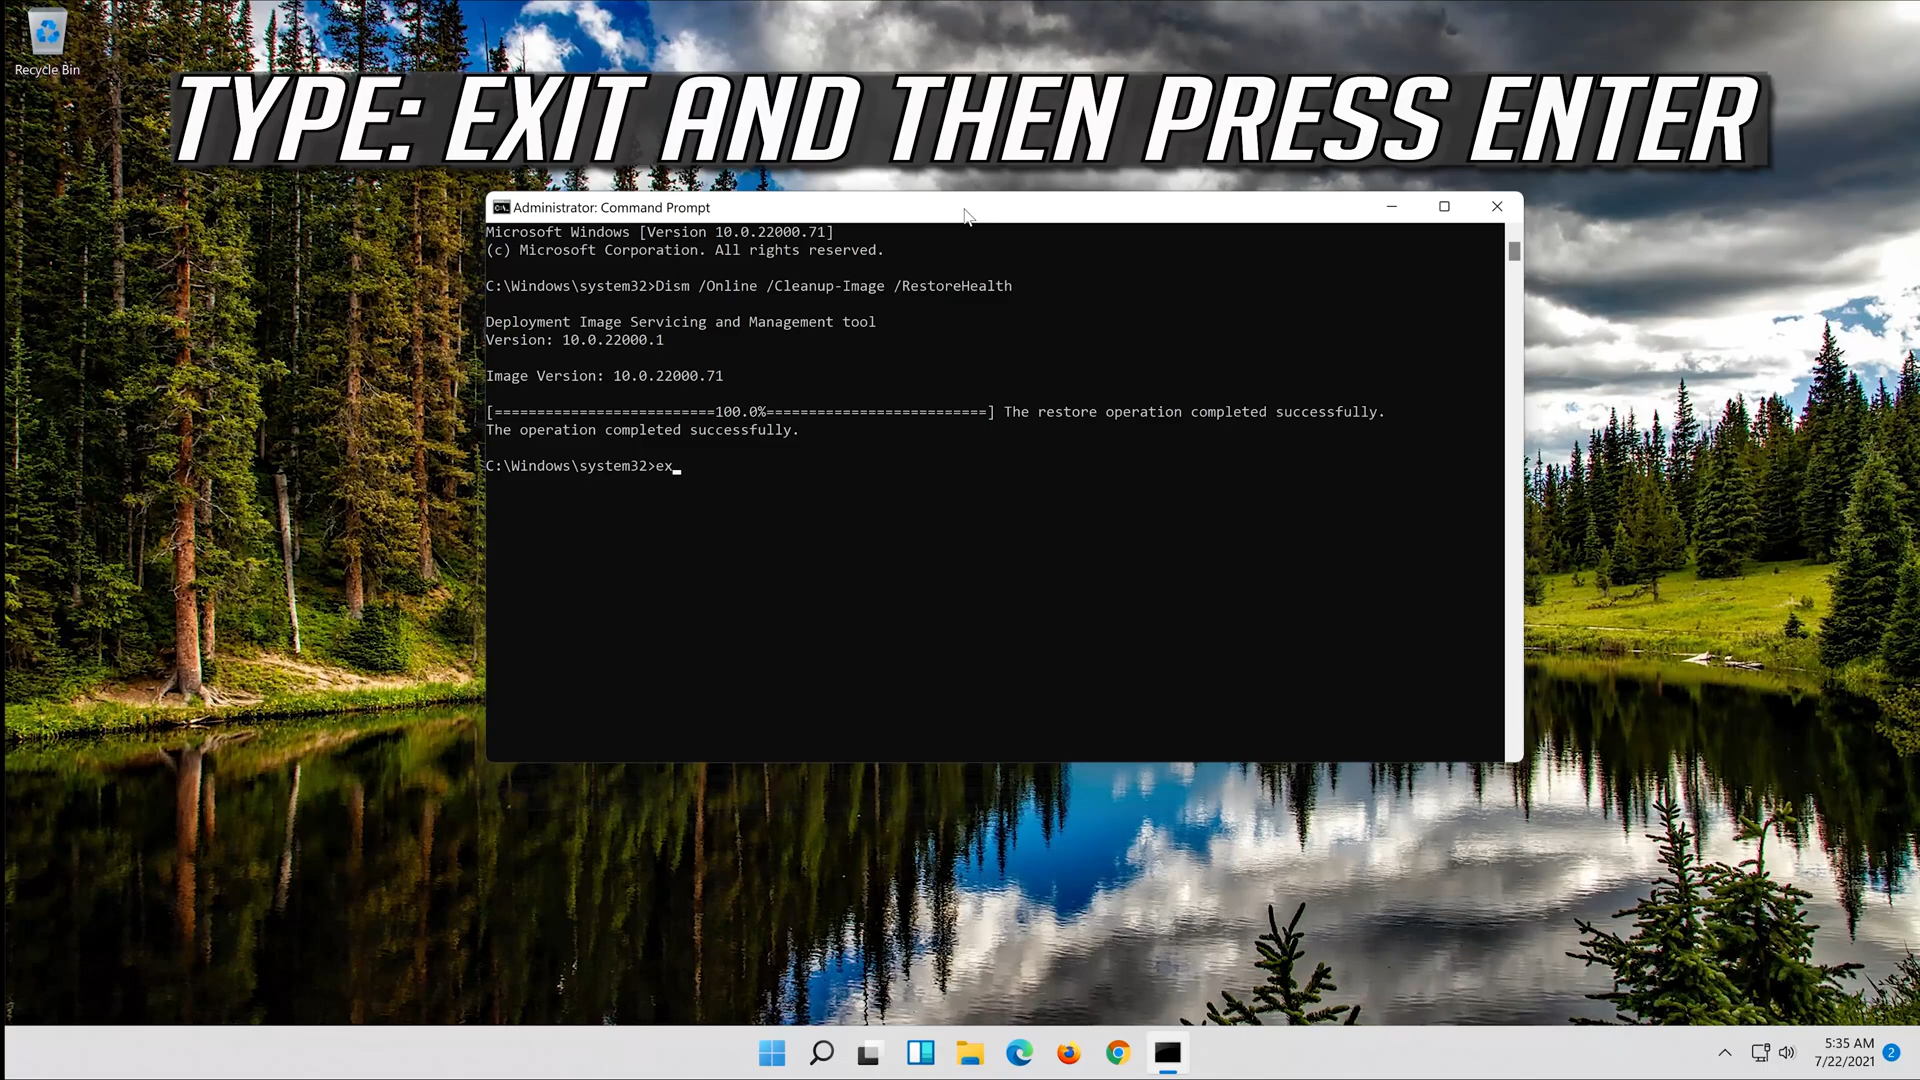 Recycle Bin
TYPE: EXIT AND THEN PRESS ENTER
Administrator: Command Prompt
Microsoft Windows [Version 10.0.22000.71]
(c) Microsoft Corporation. All rights reserved.
C:\Windows\system32>Dism /Online /Cleanup-Image /RestoreHealth
Deployment Image Servicing and Management tool
Version: 10.0.22000.1
Image Version: 10.0.22000.71
[==========================100.0%==========================] The restore operation completed successfully.
The operation completed successfully.
C:\Windows\system32>ex_
5:35 AM
7/22/2021
2